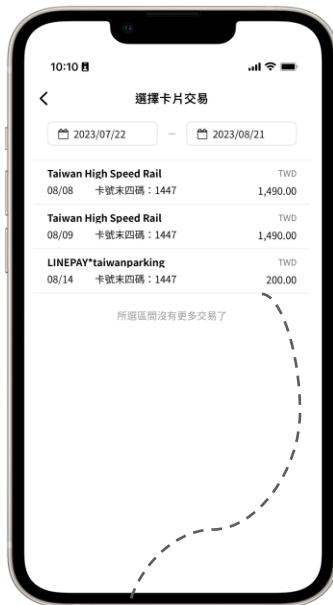 10:10
選擇卡片交易
2023/07/22 – 2023/08/21
Taiwan High Speed Rail TWD
08/08 卡號末四碼：1447 1,490.00
Taiwan High Speed Rail TWD
08/09 卡號末四碼：1447 1,490.00
LINEPAY*taiwanparking TWD
08/14 卡號末四碼：1447 200.00
所選區間沒有更多交易了